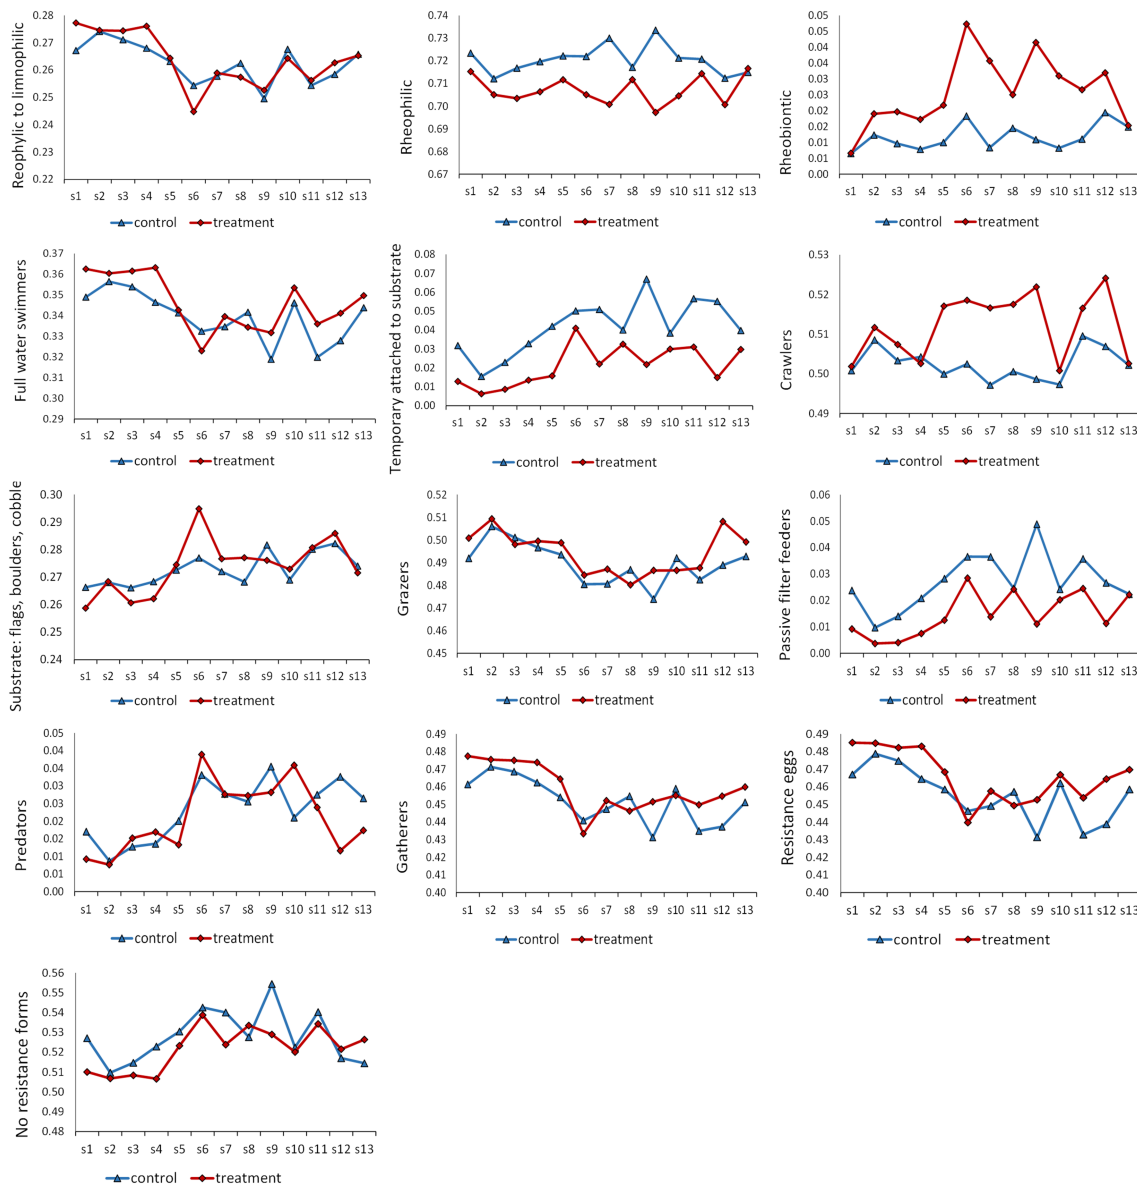 Reophylic to limnophilic
0.28
0.27
0.26
0.25
0.24
0.23
0.22
s1 s2 s3 s4 s5 s6 s7 s8 s9 s10 s11 s12 s13
control treatment
Rheophilic
0.74
0.73
0.72
0.71
0.70
0.69
0.68
0.67
s1 s2 s3 s4 s5 s6 s7 s8 s9 s10 s11 s12 s13
control treatment
Rheobiontic
0.05
0.04
0.04
0.03
0.03
0.02
0.02
0.01
0.01
0.00
s1 s2 s3 s4 s5 s6 s7 s8 s9 s10 s11 s12 s13
control treatment
Full water swimmers
0.37
0.36
0.35
0.34
0.33
0.32
0.31
0.30
0.29
s1 s2 s3 s4 s5 s6 s7 s8 s9 s10 s11 s12 s13
control treatment
Temporary attached to substrate
0.08
0.07
0.06
0.05
0.04
0.03
0.02
0.01
0.00
s1 s2 s3 s4 s5 s6 s7 s8 s9 s10 s11 s12 s13
control treatment
Crawlers
0.53
0.52
0.51
0.50
0.49
s1 s2 s3 s4 s5 s6 s7 s8 s9 s10 s11 s12 s13
control treatment
Substrate: flags, boulders, cobble
0.30
0.28
0.27
0.26
0.25
0.24
s1 s2 s3 s4 s5 s6 s7 s8 s9 s10 s11 s12 s13
control treatment
Grazers
0.52
0.51
0.50
0.49
0.48
0.47
0.46
0.45
s1 s2 s3 s4 s5 s6 s7 s8 s9 s10 s11 s12 s13
control treatment
Passive filter feeders
0.06
0.05
0.04
0.03
0.02
0.01
0.00
s1 s2 s3 s4 s5 s6 s7 s8 s9 s10 s11 s12 s13
control treatment
Predators
0.05
0.04
0.04
0.03
0.03
0.02
0.02
0.01
0.01
0.00
s1 s2 s3 s4 s5 s6 s7 s8 s9 s10 s11 s12 s13
control treatment
Gatherers
0.49
0.48
0.47
0.46
0.45
0.44
0.43
0.42
0.41
0.40
s1 s2 s3 s4 s5 s6 s7 s8 s9 s10 s11 s12 s13
control treatment
Resistance eggs
0.49
0.48
0.47
0.46
0.45
0.44
0.43
0.42
0.41
0.40
s1 s2 s3 s4 s5 s6 s7 s8 s9 s10 s11 s12 s13
control treatment
No resistance forms
0.56
0.55
0.54
0.53
0.52
0.51
0.50
0.49
0.48
s1 s2 s3 s4 s5 s6 s7 s8 s9 s10 s11 s12 s13
control treatment